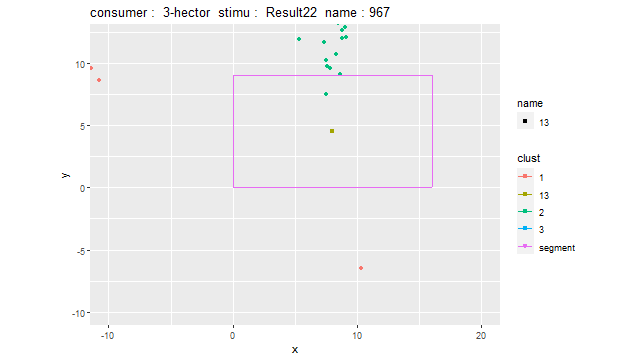 consumer : 3-hector stimu : Result22 name : 967
10
5
0
-5
-10
y
-10
0
10
20
x
name
13
clust
1
13
2
3
segment